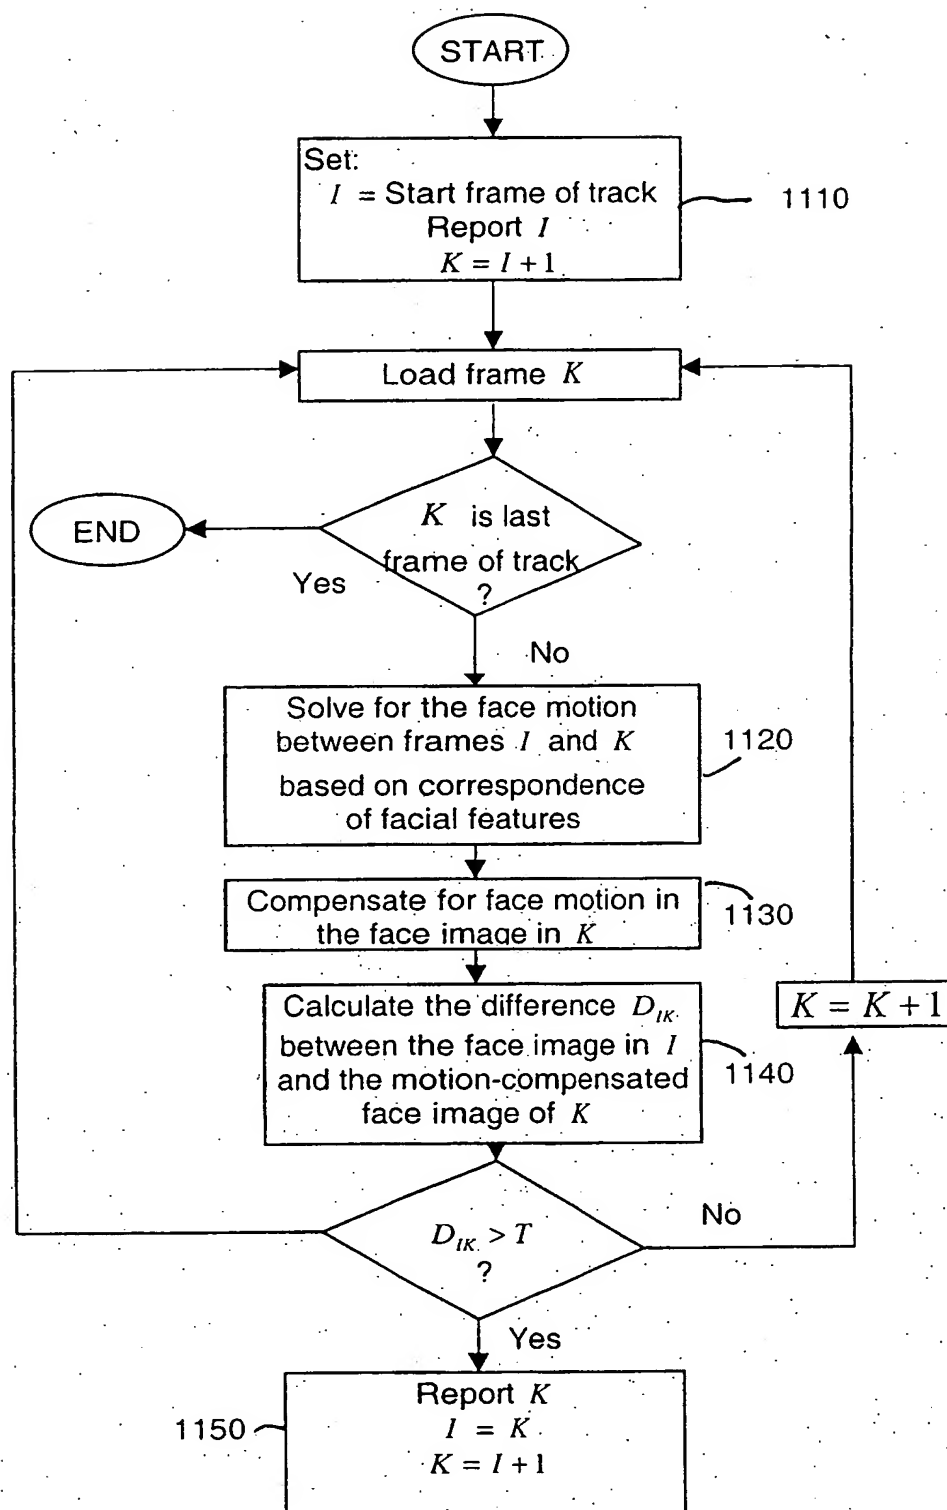 START
Set:
I = Start frame of track
Report I
K = I + 1
1110
Load frame K
K is last
frame of track
?
END
Yes
No
Solve for the face motion
between frames I and K
based on correspondence
of facial features
1120
Compensate for face motion in
the face image in K
1130
Calculate the difference D_IK
between the face image in I
and the motion-compensated
face image of K
1140
K = K + 1
D_IK > T
?
No
Yes
Report K
I = K
K = I + 1
1150